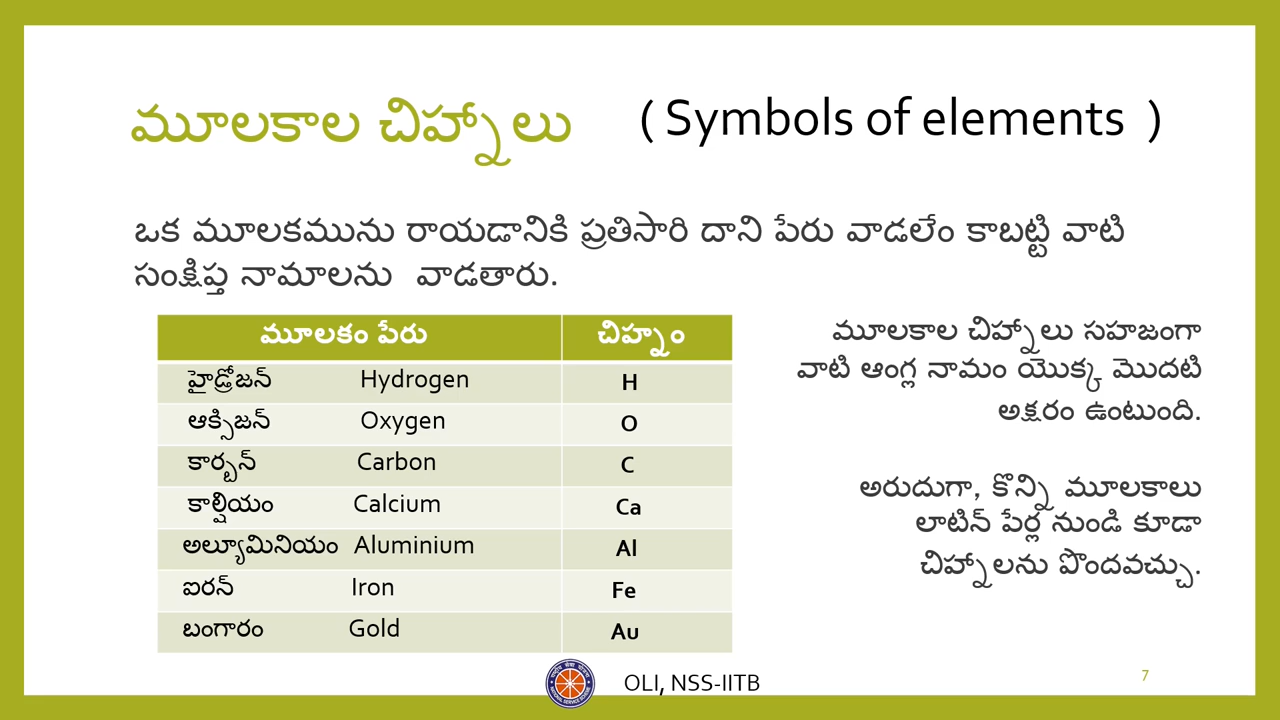 మూలకాల చిహ్నాలు ( Symbols of elements )
ఒక మూలకమును రాయడానికి ప్రతిసారి దాని పేరు వాడలేం కాబట్టి వాటి
సంక్షిప్త నామాలను వాడతారు.
మూలకం పేరు చిహ్నం
హైడ్రోజన్ Hydrogen H
ఆక్సిజన్ Oxygen O
కార్బన్ Carbon C
కాల్షియం Calcium Ca
అల్యూమినియం Aluminium Al
ఐరన్ Iron Fe
బంగారం Gold Au
మూలకాల చిహ్నాలు సహజంగా
వాటి ఆంగ్ల నామం యొక్క మొదటి
అక్షరం ఉంటుంది.
అరుదుగా, కొన్ని మూలకాలు
లాటిన్ పేర్ల నుండి కూడా
చిహ్నాలను పొందవచ్చు.
OLI, NSS-IITB
7